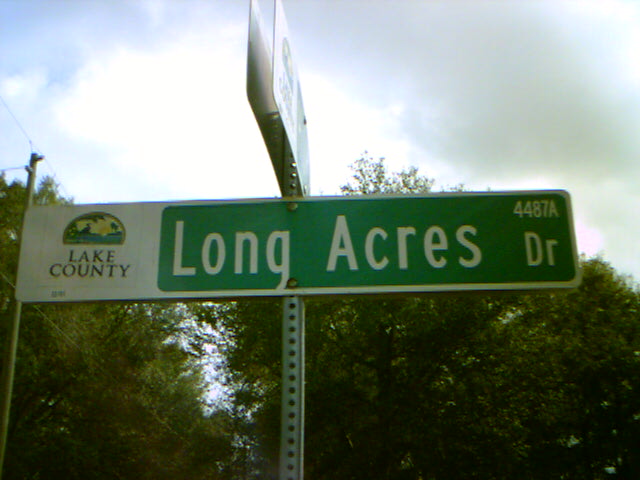 LAKE
COUNTY
Long Acres Dr
4487A